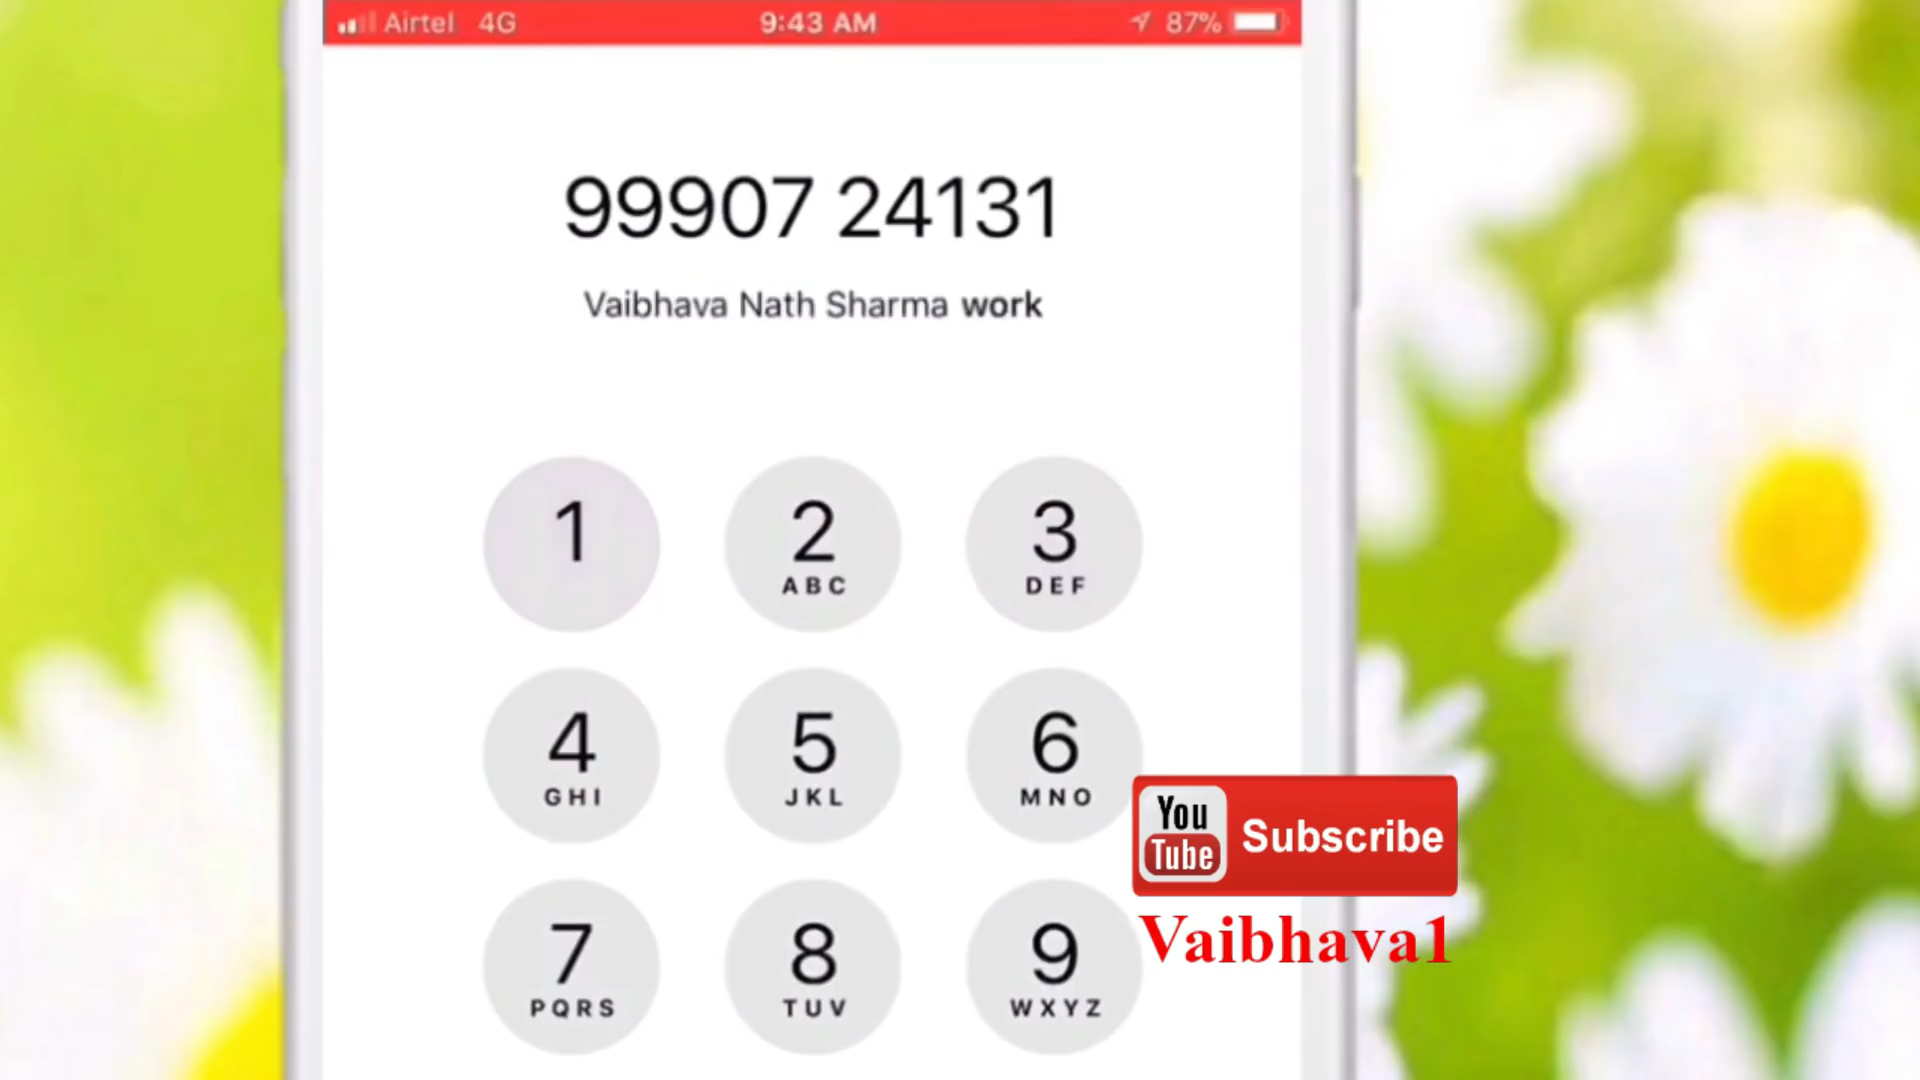 Airtel 4G 9:43 AM 87%
99907 24131
Vaibhava Nath Sharma work
1 2 3
ABC DEF
4 5 6
GHI JKL MNO
7 8 9
PQRS TUV WXYZ
You Tube Subscribe
Vaibhava1